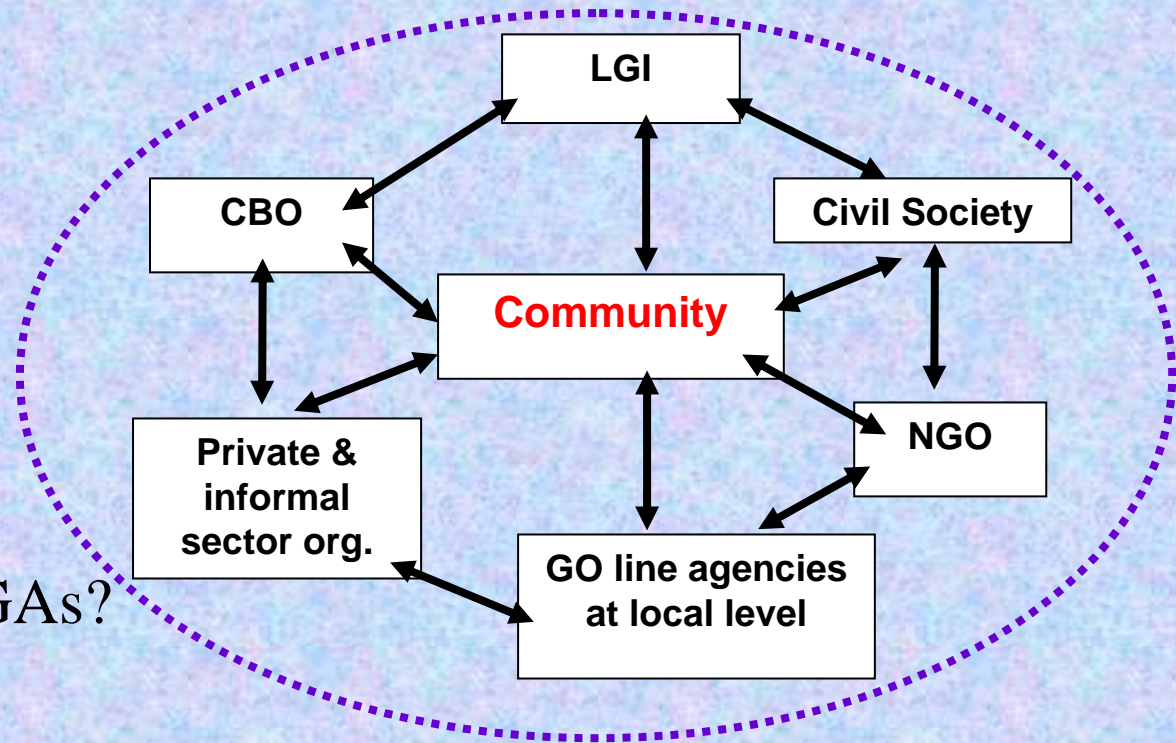 LGI
CBO
Civil Society
Community
Private &
informal
sector org.
NGO
GO line agencies
at local level
GAs?